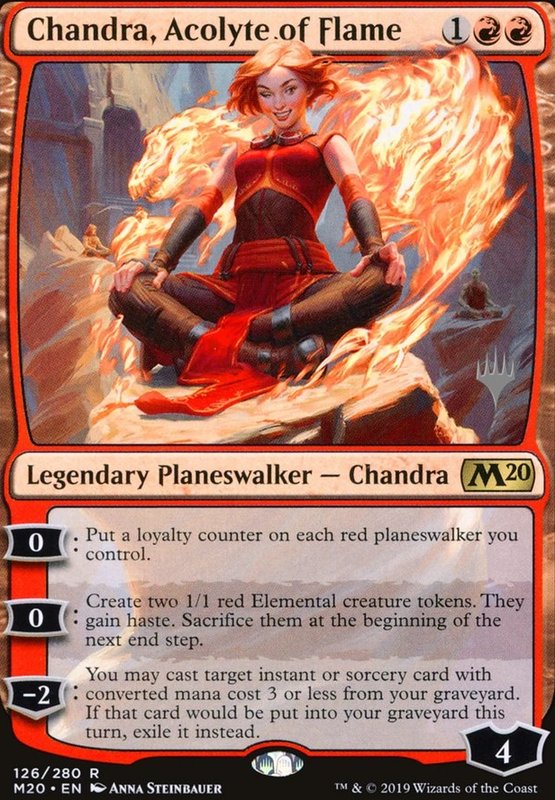 Chandra, Acolyte of Flame 1
Legendary Planeswalker — Chandra M20
0 : Put a loyalty counter on each red planeswalker you
control.
0 : Create two 1/1 red Elemental creature tokens. They
gain haste. Sacrifice them at the beginning of the
next end step.
−2 : You may cast target instant or sorcery card with
converted mana cost 3 or less from your graveyard.
If that card would be put into your graveyard this
turn, exile it instead.
4
126/280 R
M20 • EN Anna Steinbauer
™ & © 2019 Wizards of the Coast